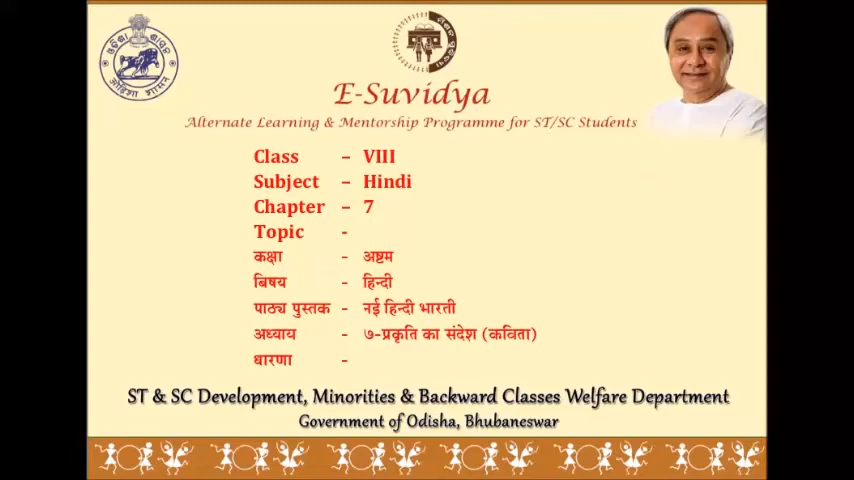 E-Suvidya
Alternate Learning & Mentorship Programme for ST/SC Students
Class – VIII
Subject – Hindi
Chapter – 7
Topic -
कक्षा - अष्टम
बिषय - हिन्दी
पाठ्य पुस्तक - नई हिन्दी भारती
अध्याय - ७-प्रकृति का संदेश (कविता)
धारणा -
ST & SC Development, Minorities & Backward Classes Welfare Department
Government of Odisha, Bhubaneswar